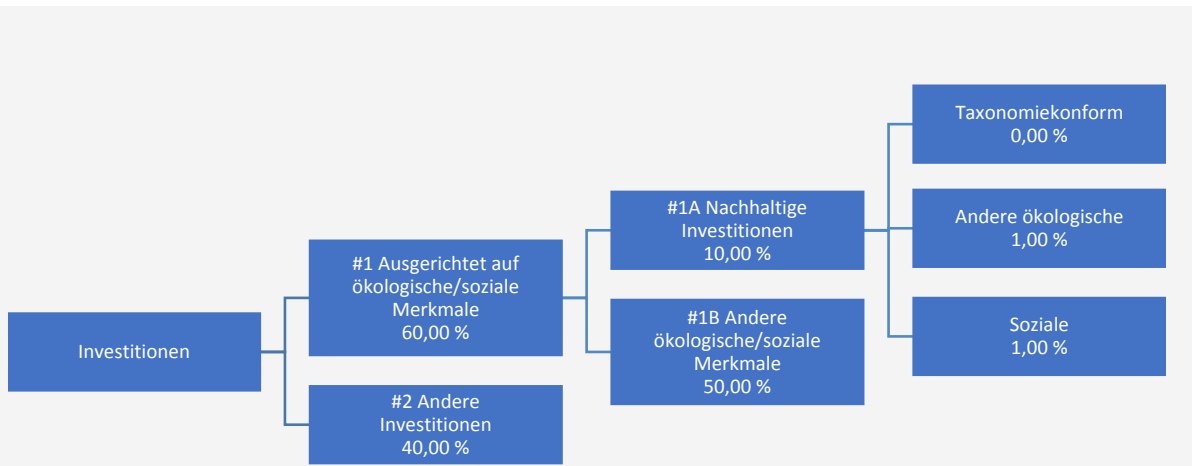 Investitionen
#1 Ausgerichtet auf
ökologische/soziale
Merkmale
60,00 %
#2 Andere
Investitionen
40,00 %
#1A Nachhaltige
Investitionen
10,00 %
#1B Andere
ökologische/soziale
Merkmale
50,00 %
Taxonomiekonform
0,00 %
Andere ökologische
1,00 %
Soziale
1,00 %